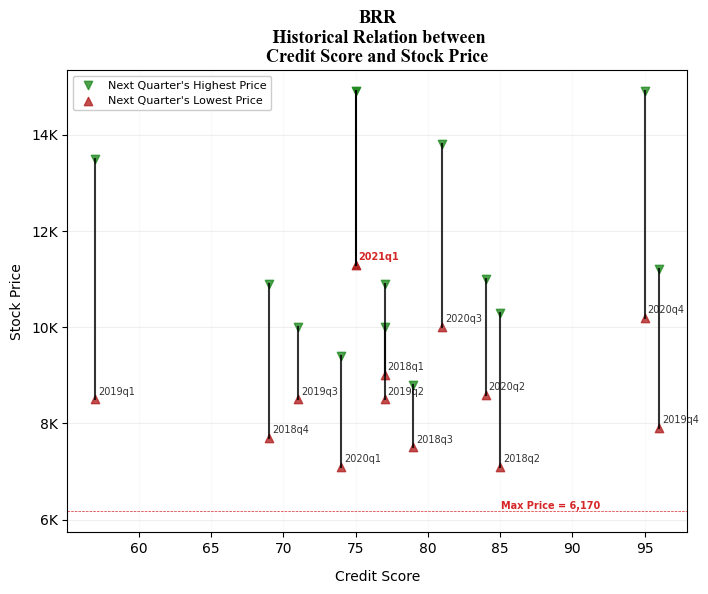 BRR
Historical Relation between
Credit Score and Stock Price
Next Quarter's Highest Price
Next Quarter's Lowest Price
14K
12K
10K
8K
6K
Stock Price
2021q1
2020q3
2020q4
2018q1
2019q1
2019q3
2019q2
2020q2
2018q4
2018q3
2019q4
2020q1
2018q2
Max Price = 6,170
60
65
70
75
80
85
90
95
Credit Score